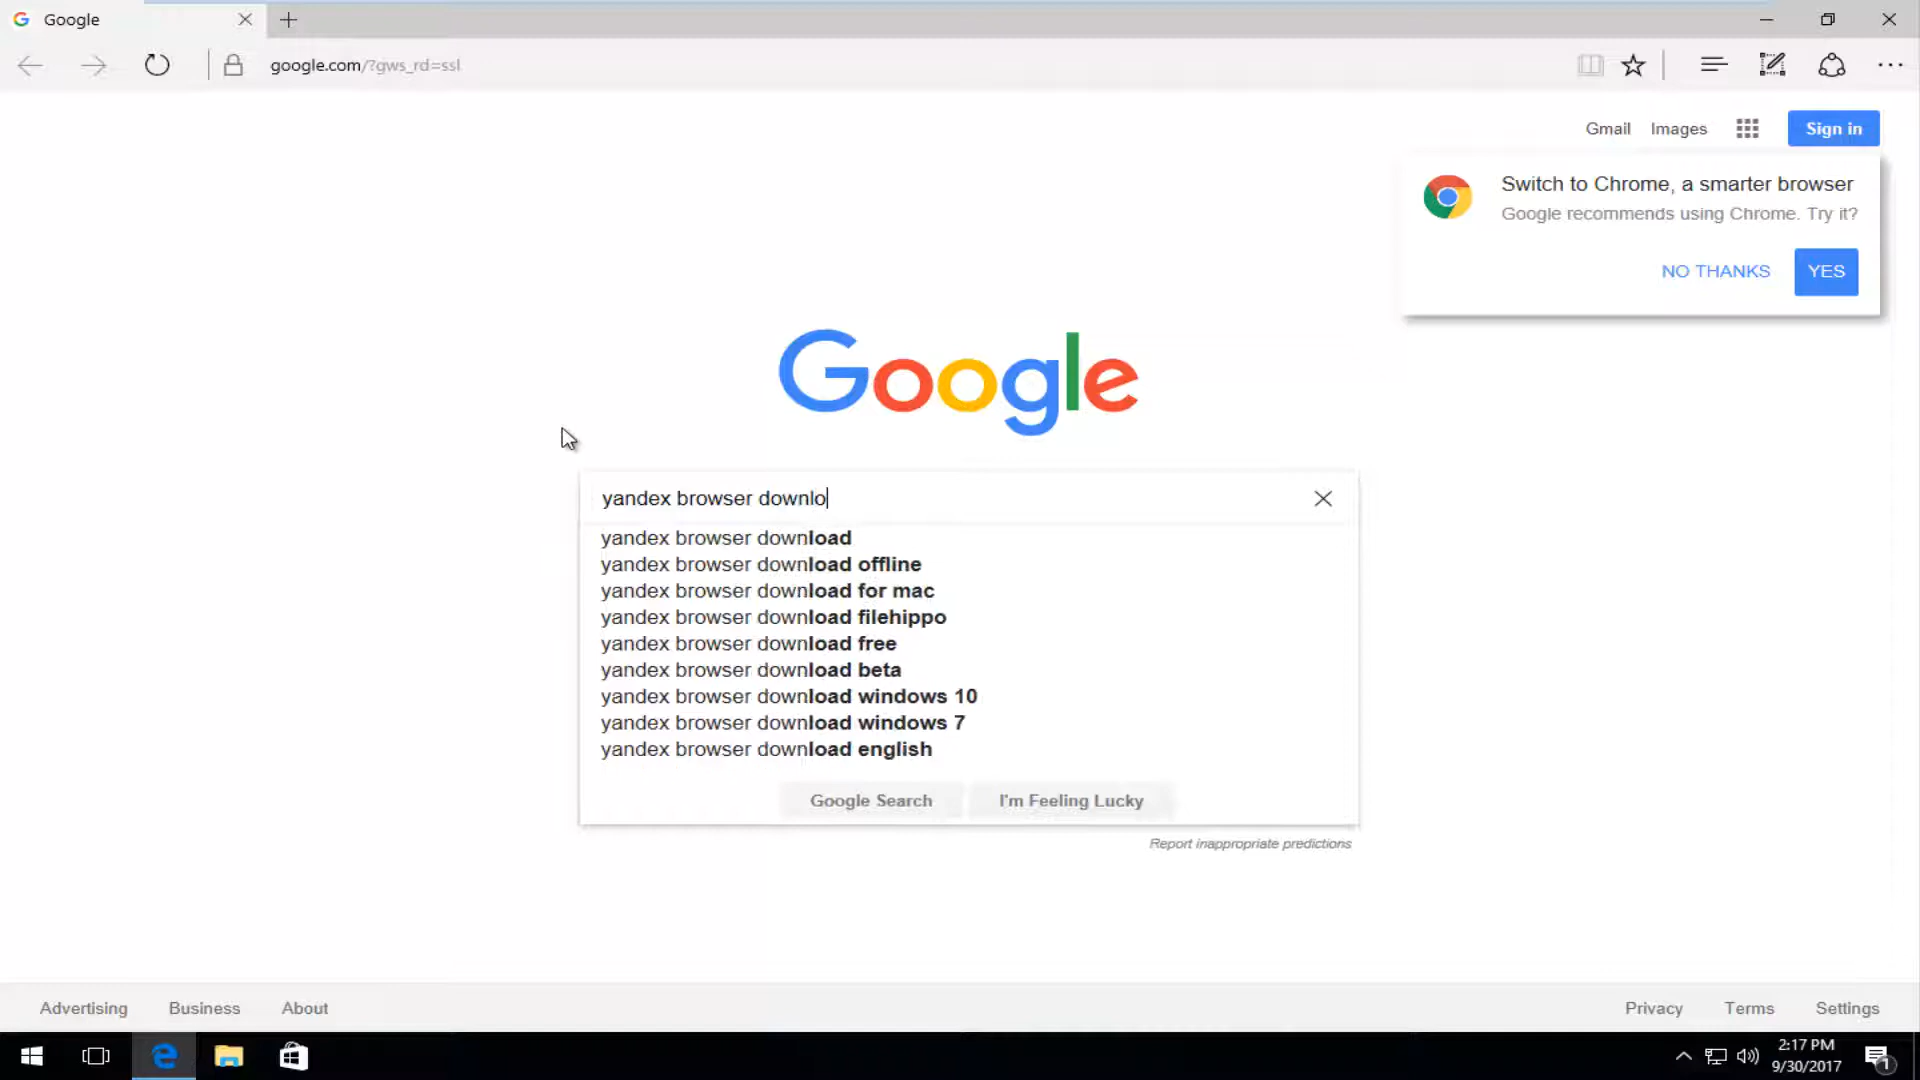 Google
google.com/?gws_rd=ssl
Gmail
Images
Sign in
Switch to Chrome, a smarter browser
Google recommends using Chrome. Try it?
NO THANKS
YES
Google
yandex browser downlo
yandex browser download
yandex browser download offline
yandex browser download for mac
yandex browser download filehippo
yandex browser download free
yandex browser download beta
yandex browser download windows 10
yandex browser download windows 7
yandex browser download english
Google Search
I'm Feeling Lucky
Report inappropriate predictions
Advertising
Business
About
Privacy
Terms
Settings
2:17 PM
9/30/2017
1